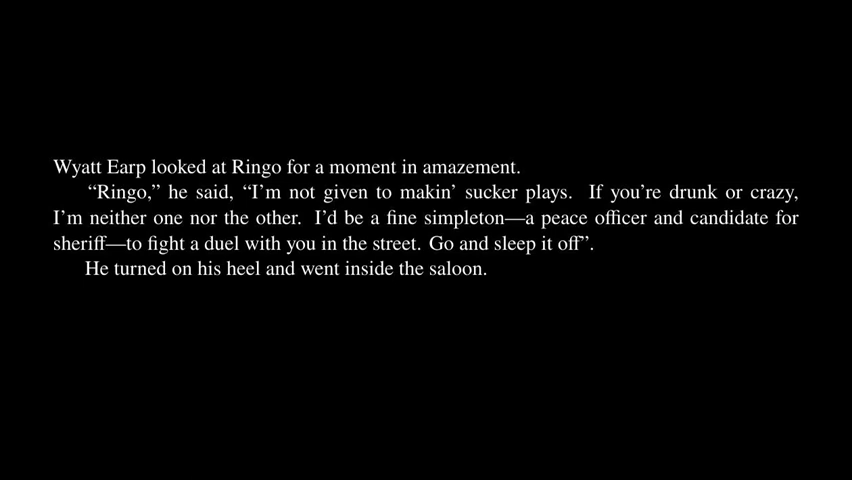 Wyatt Earp looked at Ringo for a moment in amazement.
“Ringo,” he said, “I’m not given to makin’ sucker plays. If you’re drunk or crazy,
I’m neither one nor the other. I’d be a fine simpleton—a peace officer and candidate for
sheriff—to fight a duel with you in the street. Go and sleep it off”.
He turned on his heel and went inside the saloon.